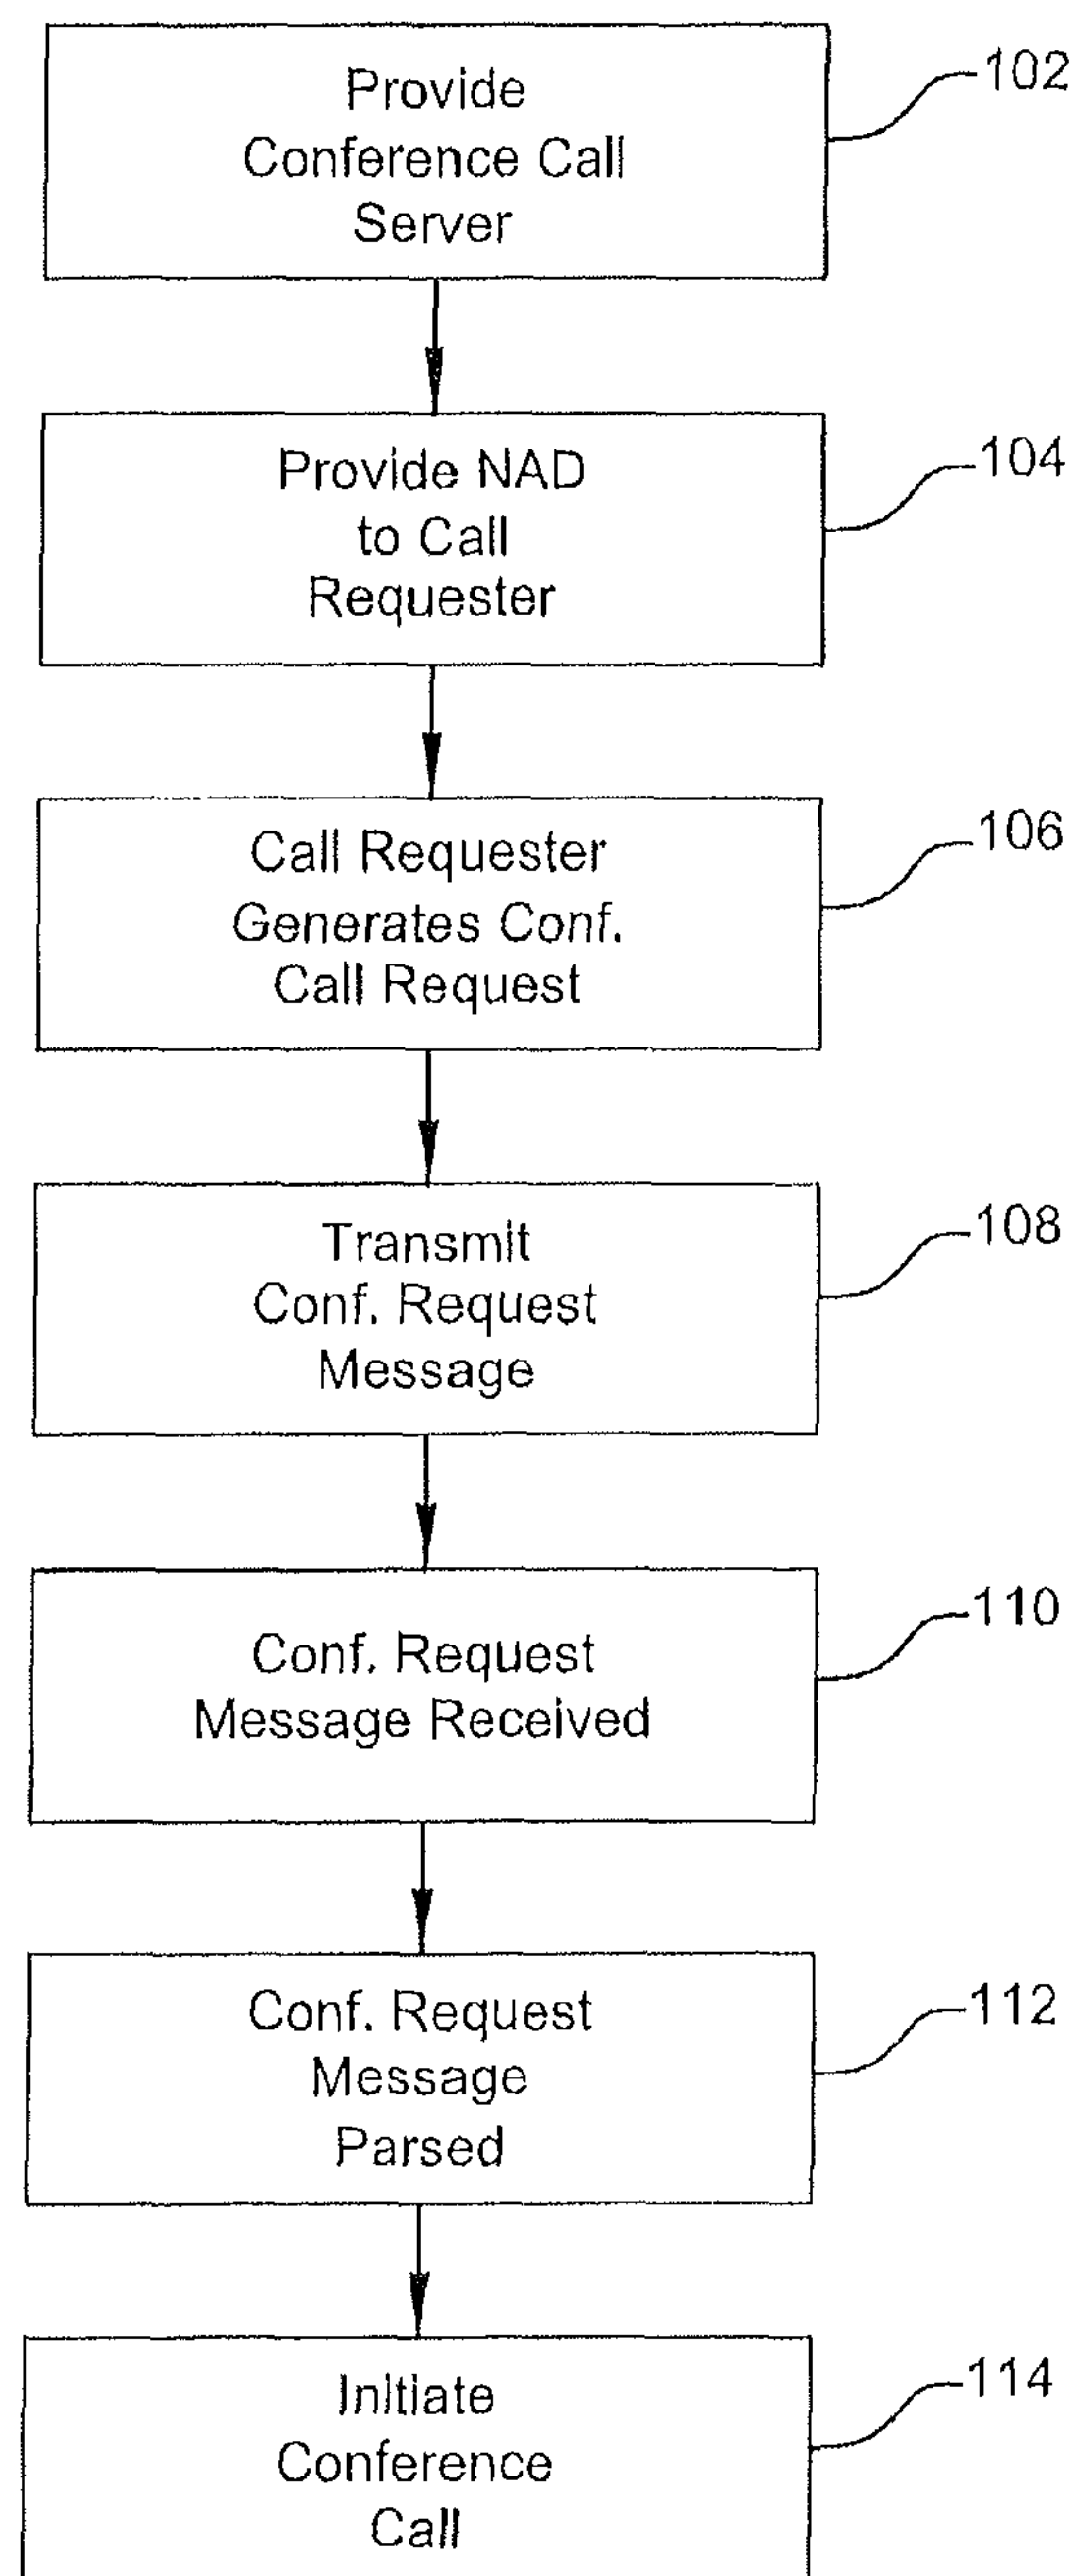 Provide
Conference Call
Server
102
Provide NAD
to Call
Requester
104
Call Requester
Generates Conf.
Call Request
106
Transmit
Conf. Request
Message
108
Conf. Request
Message Received
110
Conf. Request
Message
Parsed
112
Initiate
Conference
Call
114